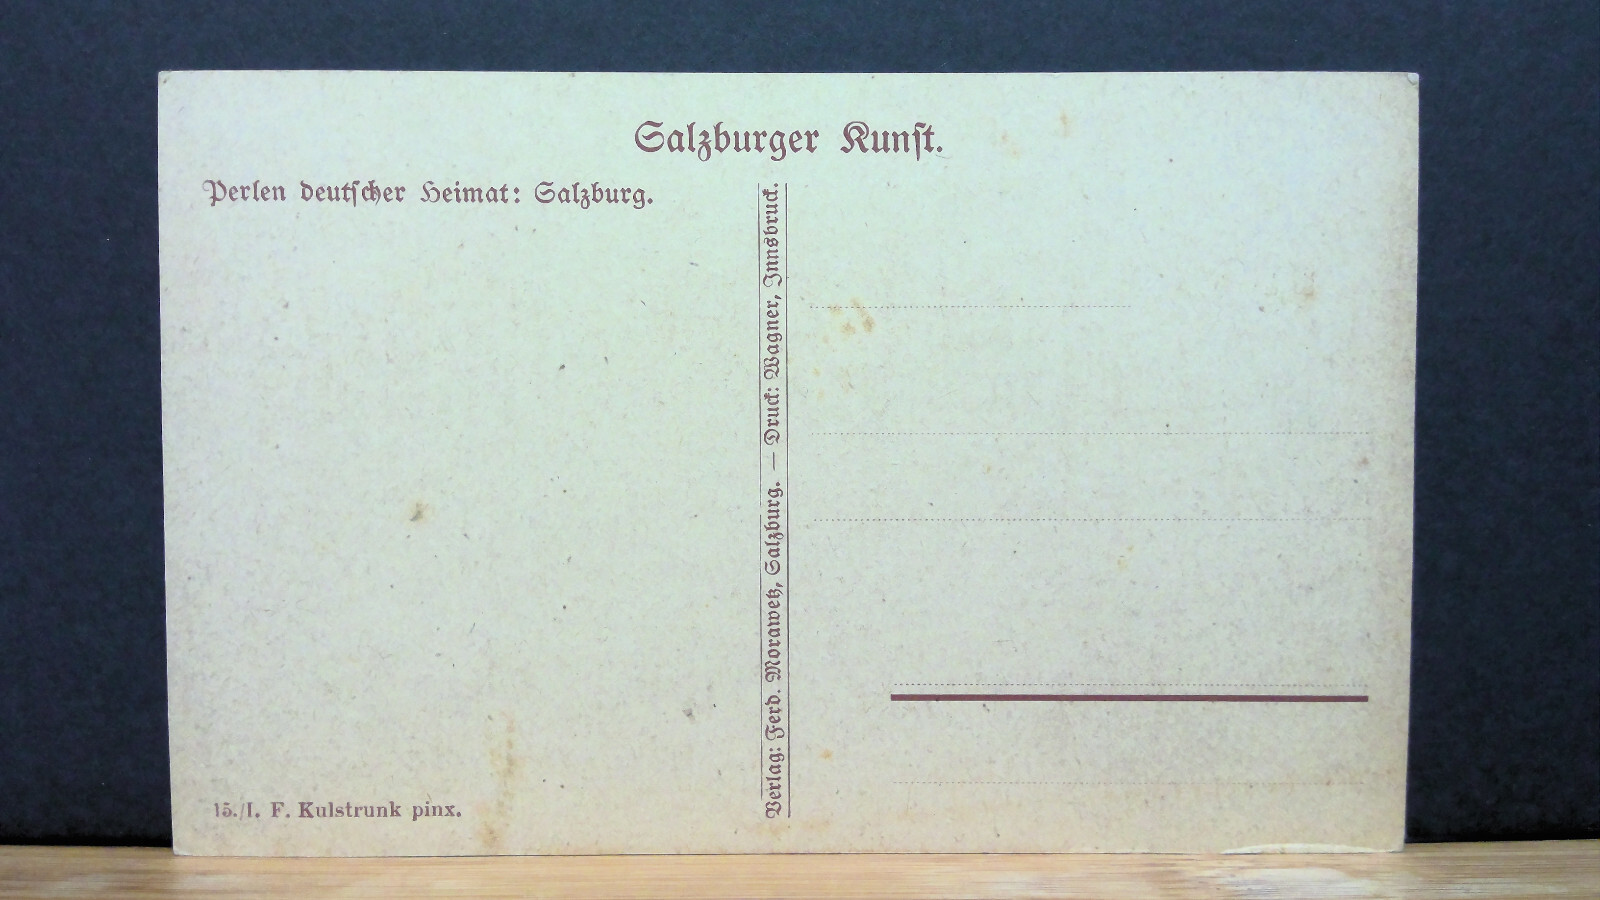 Salzburger Kunst.
Perlen deutscher Heimat: Salzburg.
Verlag: Ferd. Morawetz, Salzburg. — Druck: Wagner, Innsbruck.
15./I. F. Kulstrunk pinx.